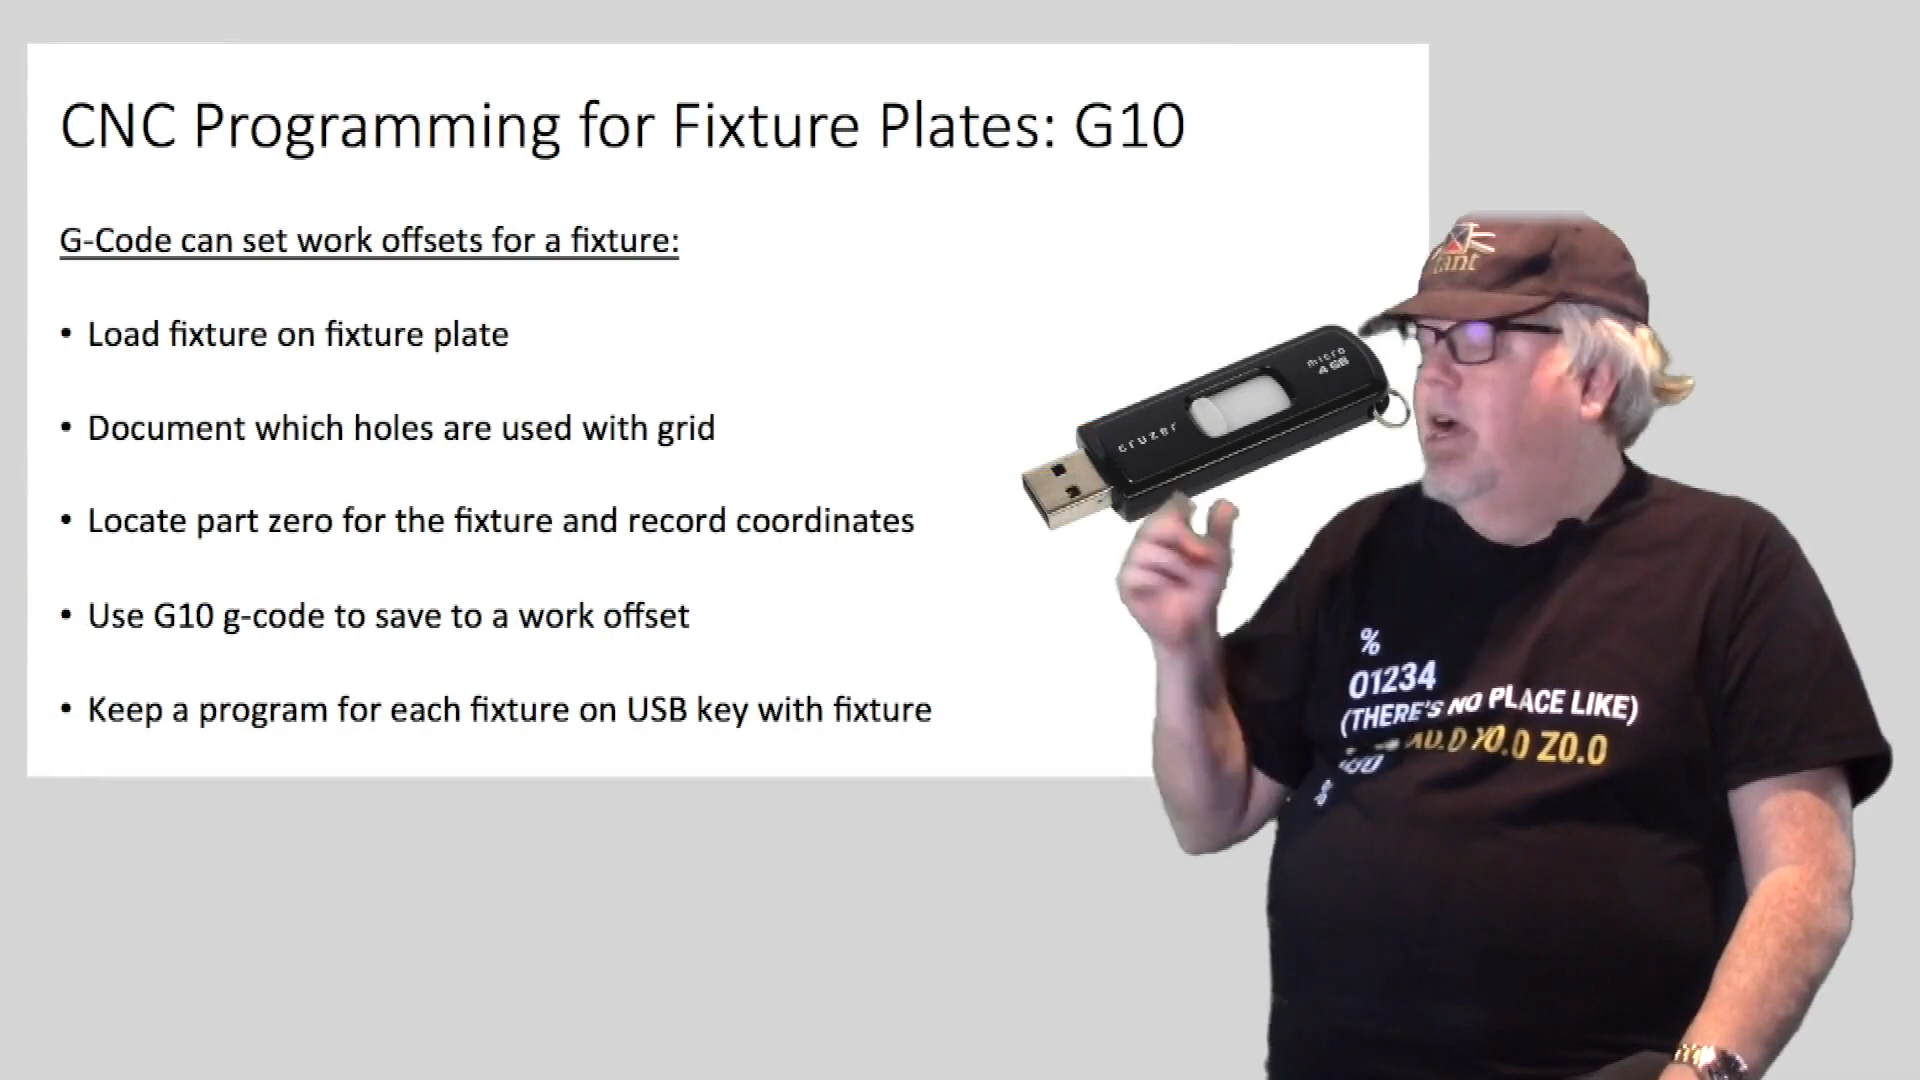 CNC Programming for Fixture Plates: G10
G-Code can set work offsets for a fixture:
• Load fixture on fixture plate
• Document which holes are used with grid
• Locate part zero for the fixture and record coordinates
• Use G10 g-code to save to a work offset
• Keep a program for each fixture on USB key with fixture
micro
4 GB
cruzer
tant
%
O1234
(THERE'S NO PLACE LIKE)
Y0.0 Z0.0